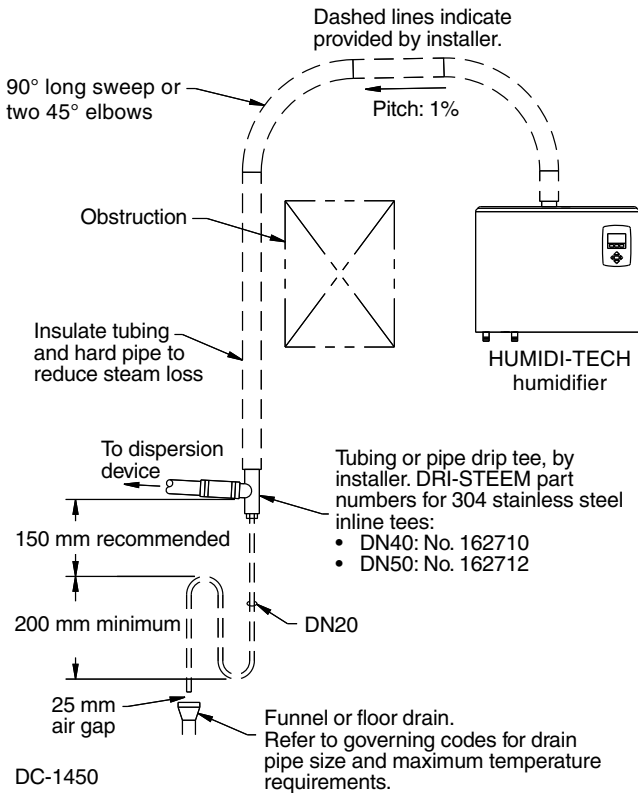 Dashed lines indicate
provided by installer.
90° long sweep or
two 45° elbows
Pitch: 1%
Obstruction
Insulate tubing
and hard pipe to
reduce steam loss
HUMIDI-TECH
humidifier
To dispersion
device
Tubing or pipe drip tee, by
installer. DRI-STEEM part
numbers for 304 stainless steel
inline tees:
• DN40: No. 162710
• DN50: No. 162712
150 mm recommended
200 mm minimum
DN20
25 mm
air gap
Funnel or floor drain.
Refer to governing codes for drain
pipe size and maximum temperature
requirements.
DC-1450